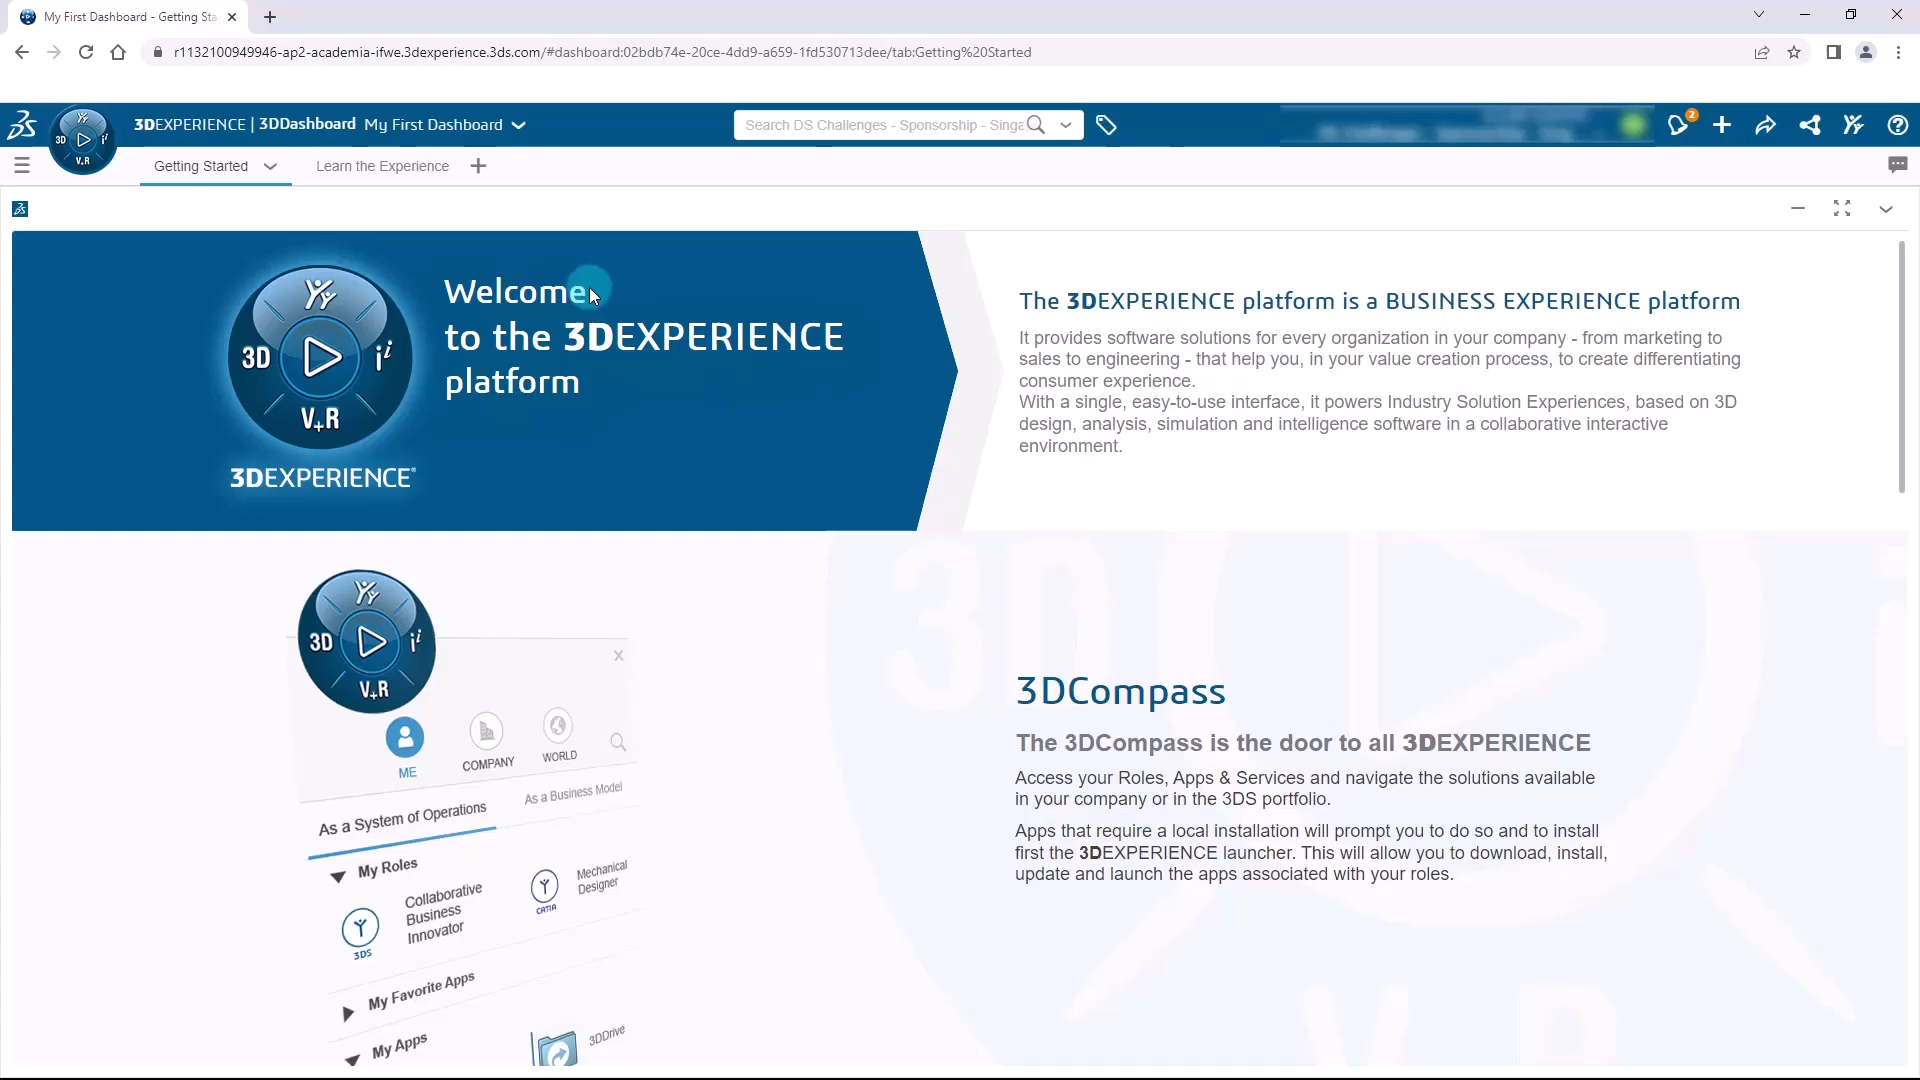 My First Dashboard - Getting Sta
r1132100949946-ap2-academia-ifwe.3dexperience.3ds.com/#dashboard:02bdb74e-20ce-4dd9-a659-1fd530713dee/tab:Getting%20Started
3D
V.R
3DEXPERIENCE | 3DDashboard My First Dashboard
Search DS Challenges - Sponsorship - Singa
2
Getting Started
Learn the Experience
3D
V+R
3DEXPERIENCE®
Welcome
to the 3DEXPERIENCE
platform
The 3DEXPERIENCE platform is a BUSINESS EXPERIENCE platform
It provides software solutions for every organization in your company - from marketing to
sales to engineering - that help you, in your value creation process, to create differentiating
consumer experience.
With a single, easy-to-use interface, it powers Industry Solution Experiences, based on 3D
design, analysis, simulation and intelligence software in a collaborative interactive
environment.
3D
V+R
ME
COMPANY
WORLD
As a System of Operations
As a Business Model
My Roles
Collaborative
Business
Innovator
3DS
Mechanical
Designer
CATIA
My Favorite Apps
My Apps
3DDrive
3DCompass
The 3DCompass is the door to all 3DEXPERIENCE
Access your Roles, Apps & Services and navigate the solutions available
in your company or in the 3DS portfolio.
Apps that require a local installation will prompt you to do so and to install
first the 3DEXPERIENCE launcher. This will allow you to download, install,
update and launch the apps associated with your roles.